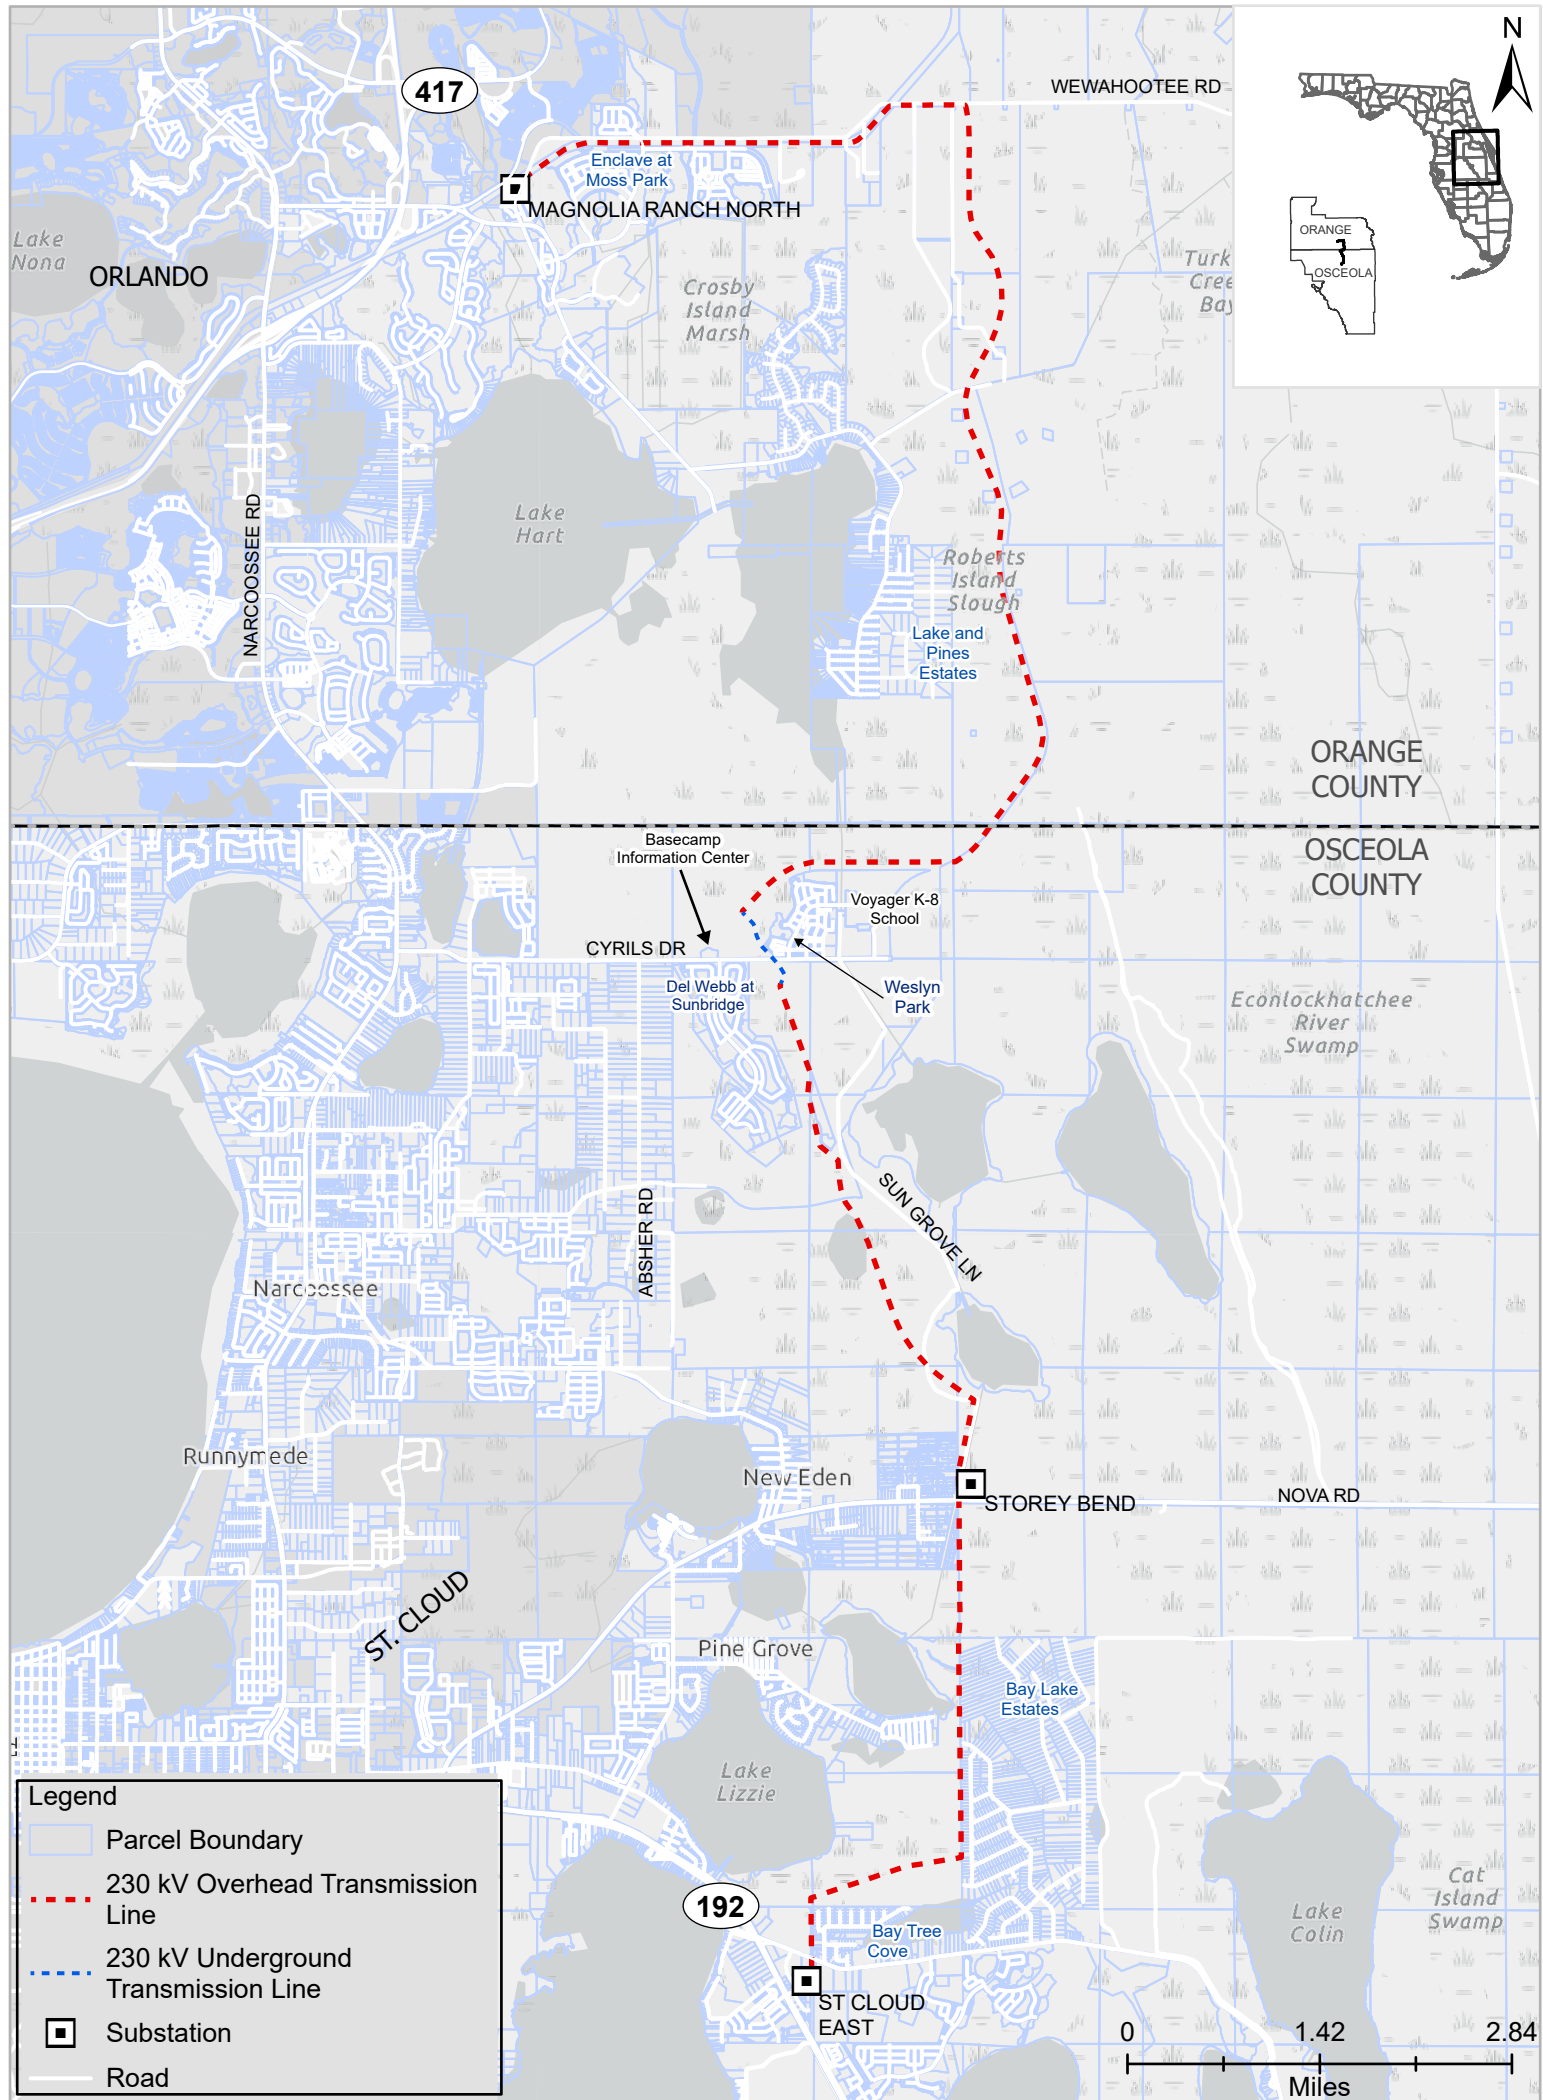 417
WEWAHOOTEE RD
N
Enclave at
Moss Park
MAGNOLIA RANCH NORTH
Lake
Nona
ORLANDO
Crosby
Island
Marsh
Turk
Cree
Bay
ORANGE
OSCEOLA
NARCOOSSEE RD
Lake
Hart
Roberts
Island
Slough
Lake and
Pines
Estates
ORANGE
COUNTY
OSCEOLA
COUNTY
Basecamp
Information Center
Voyager K-8
School
CYRILS DR
Del Webb at
Sunbridge
Weslyn
Park
Econlockhatchee
River
Swamp
ABSHER RD
SUN GROVE LN
Narcoossee
Runnymede
New Eden
STOREY BEND
NOVA RD
ST. CLOUD
Pine Grove
Bay Lake
Estates
Lake
Lizzie
192
Bay Tree
Cove
Lake
Colin
Cat
Island
Swamp
ST CLOUD
EAST
Legend
Parcel Boundary
230 kV Overhead Transmission
Line
230 kV Underground
Transmission Line
Substation
Road
0 1.42 2.84
Miles